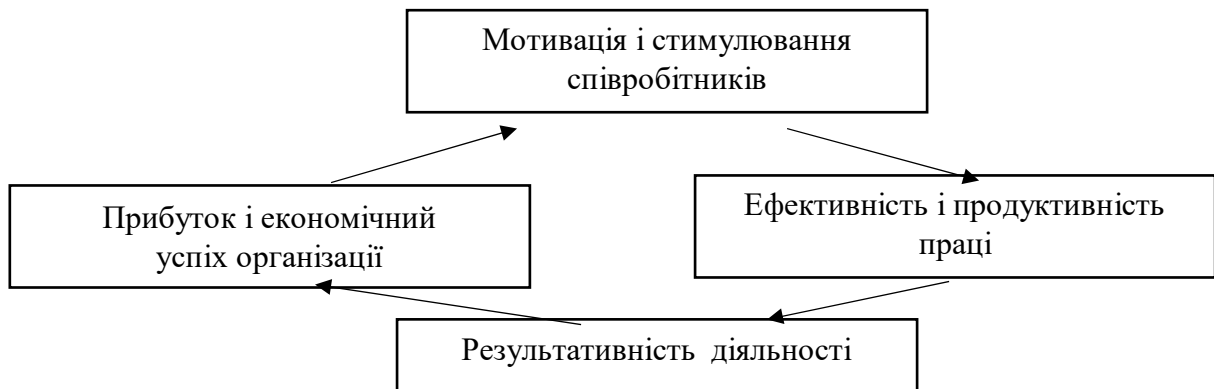 Мотивація і стимулювання
співробітників
Прибуток і економічний
успіх організації
Ефективність і продуктивність
праці
Результативність діяльності